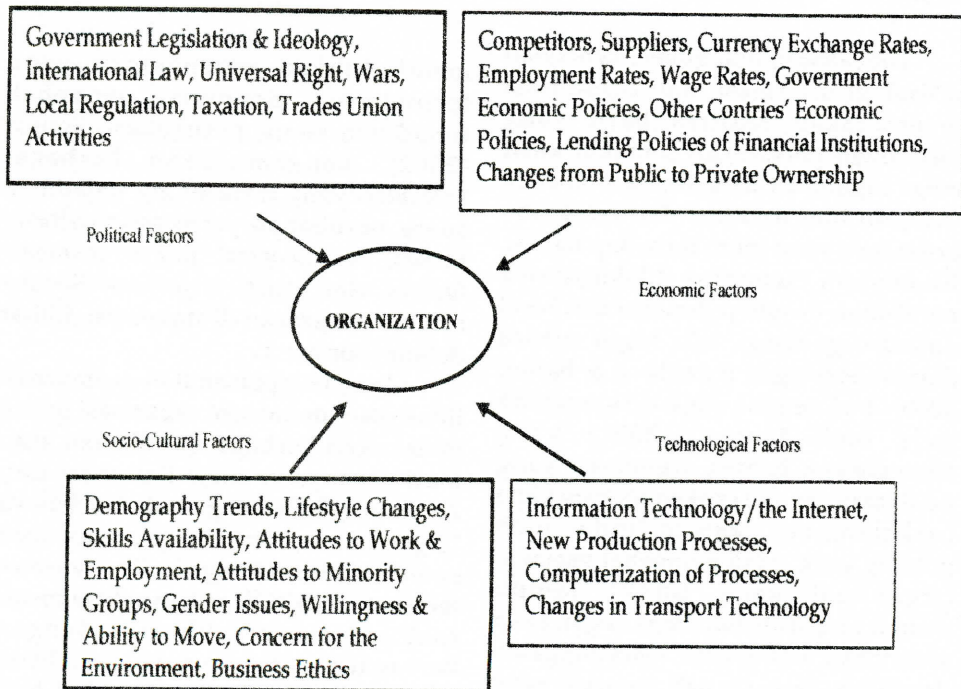 Government Legislation & Ideology,
International Law, Universal Right, Wars,
Local Regulation, Taxation, Trades Union
Activities
Competitors, Suppliers, Currency Exchange Rates,
Employment Rates, Wage Rates, Government
Economic Policies, Other Contries' Economic
Policies, Lending Policies of Financial Institutions,
Changes from Public to Private Ownership
Political Factors
Economic Factors
ORGANIZATION
Socio-Cultural Factors
Technological Factors
Demography Trends, Lifestyle Changes,
Skills Availability, Attitudes to Work &
Employment, Attitudes to Minority
Groups, Gender Issues, Willingness &
Ability to Move, Concern for the
Environment, Business Ethics
Information Technology/the Internet,
New Production Processes,
Computerization of Processes,
Changes in Transport Technology